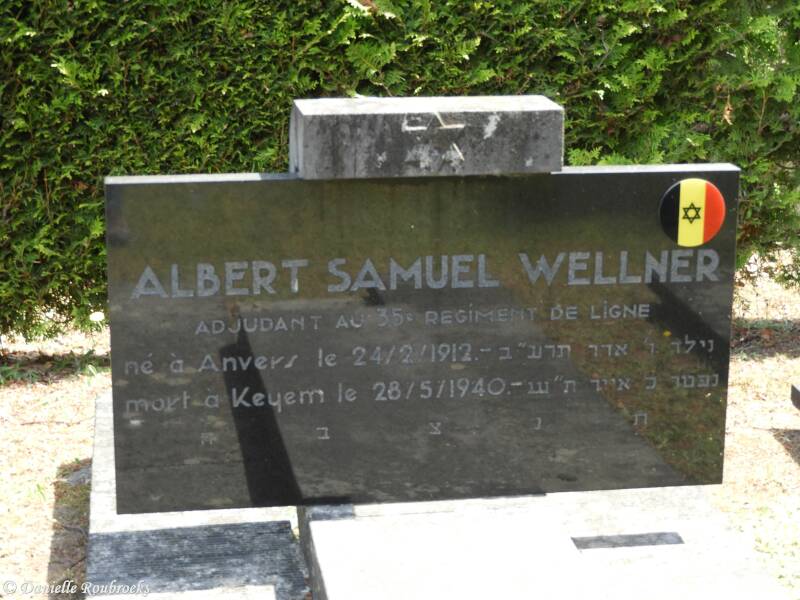 ALBERT SAMUEL WELLNER
ADJUDANT AU 35e REGIMENT DE LIGNE
né à Anvers le 24/2/1912.- נולד ו' אדר תרע"ב
mort à Keyem le 28/5/1940.- נפטר כ אייר ת"ש
ת נ צ ב ה
© Danielle Roubroeks